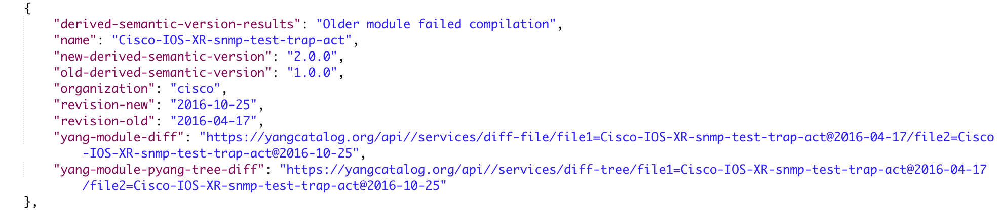 {
"derived-semantic-version-results": "Older module failed compilation",
"name": "Cisco-IOS-XR-snmp-test-trap-act",
"new-derived-semantic-version": "2.0.0",
"old-derived-semantic-version": "1.0.0",
"organization": "cisco",
"revision-new": "2016-10-25",
"revision-old": "2016-04-17",
"yang-module-diff": "https://yangcatalog.org/api//services/diff-file/file1=Cisco-IOS-XR-snmp-test-trap-act@2016-04-17/file2=Cisco
-IOS-XR-snmp-test-trap-act@2016-10-25",
"yang-module-pyang-tree-diff": "https://yangcatalog.org/api//services/diff-tree/file1=Cisco-IOS-XR-snmp-test-trap-act@2016-04-17
/file2=Cisco-IOS-XR-snmp-test-trap-act@2016-10-25"
},